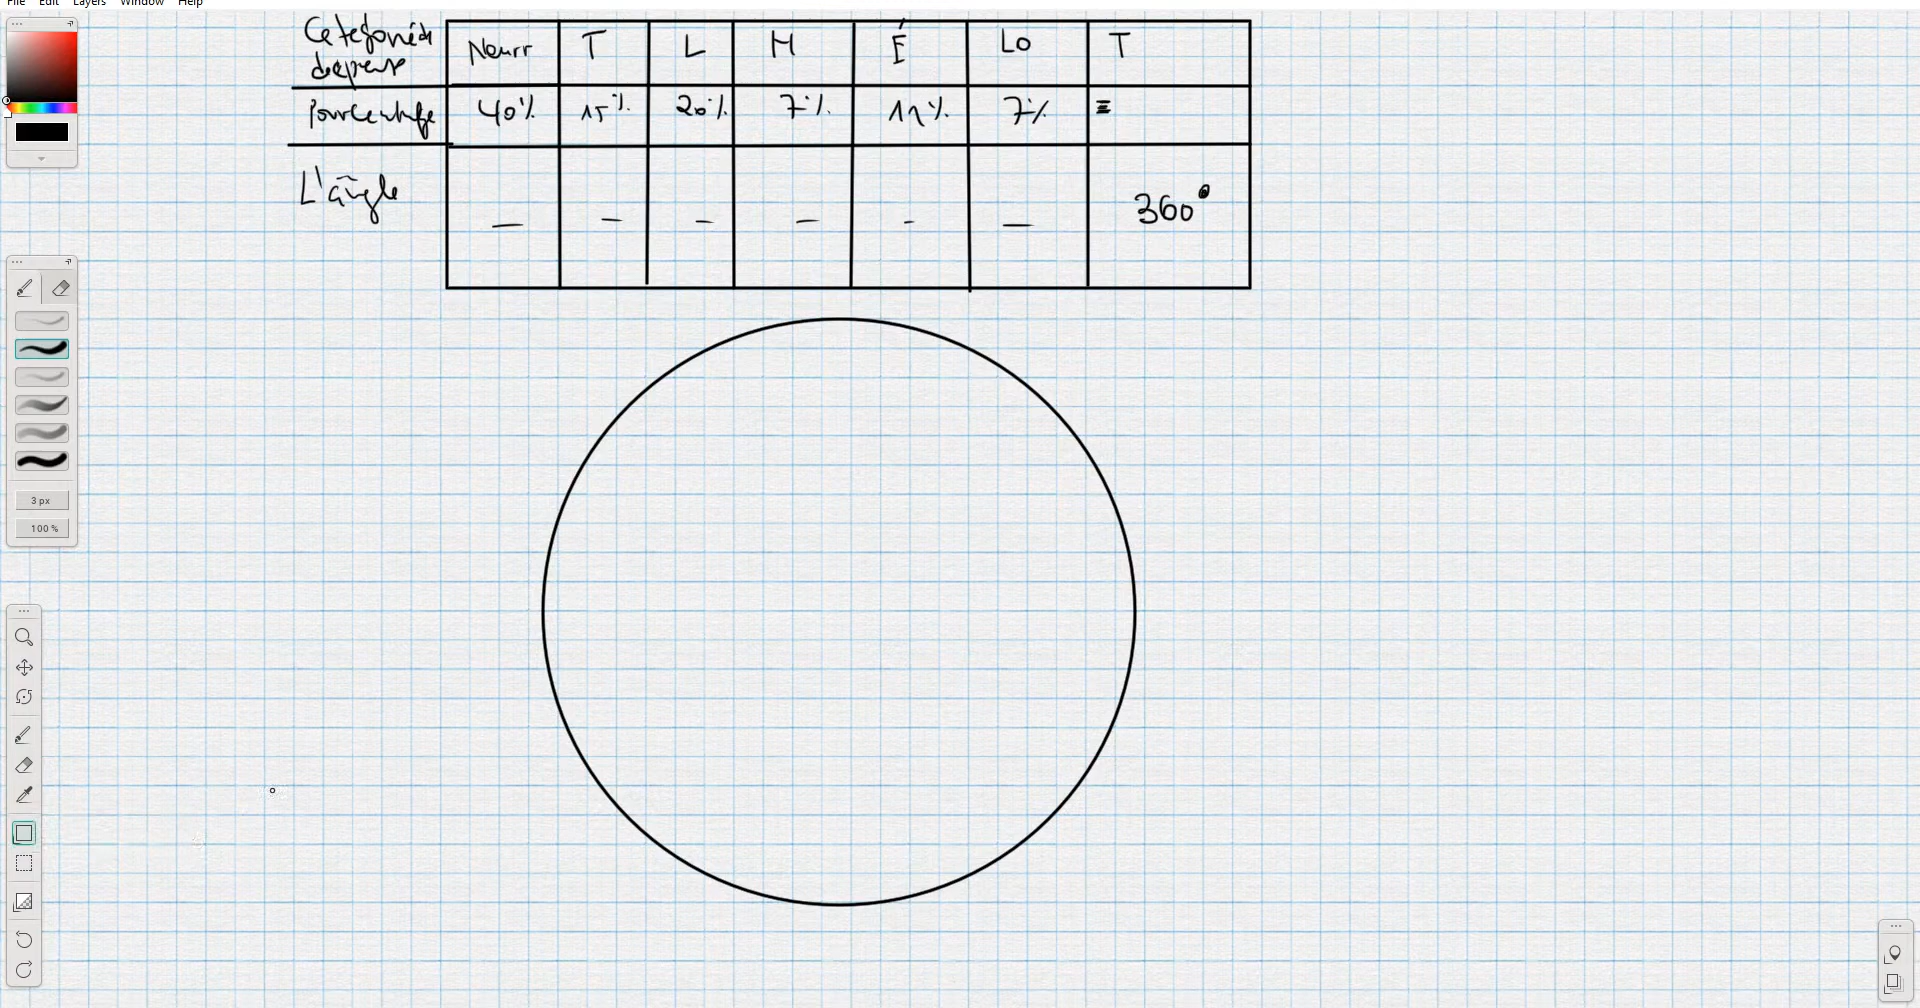 File Edit Layers Window Help
Catégorie de Nourr T L H É Lo T
dépense
Pourcentage 40% 15% 20% 7% 11% 7% =
L'angle — – – – - — 360°
3 px
100 %